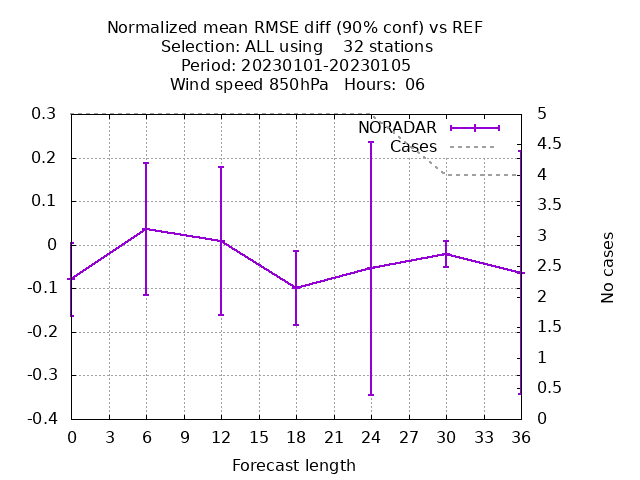 Normalized mean RMSE diff (90% conf) vs REF
Selection: ALL using    32 stations
Period: 20230101-20230105
Wind speed 850hPa   Hours:  06
NORADAR
Cases
0.3
0.2
0.1
0
-0.1
-0.2
-0.3
-0.4
5
4.5
4
3.5
3
2.5
2
1.5
1
0.5
0
No cases
0 3 6 9 12 15 18 21 24 27 30 33 36
Forecast length